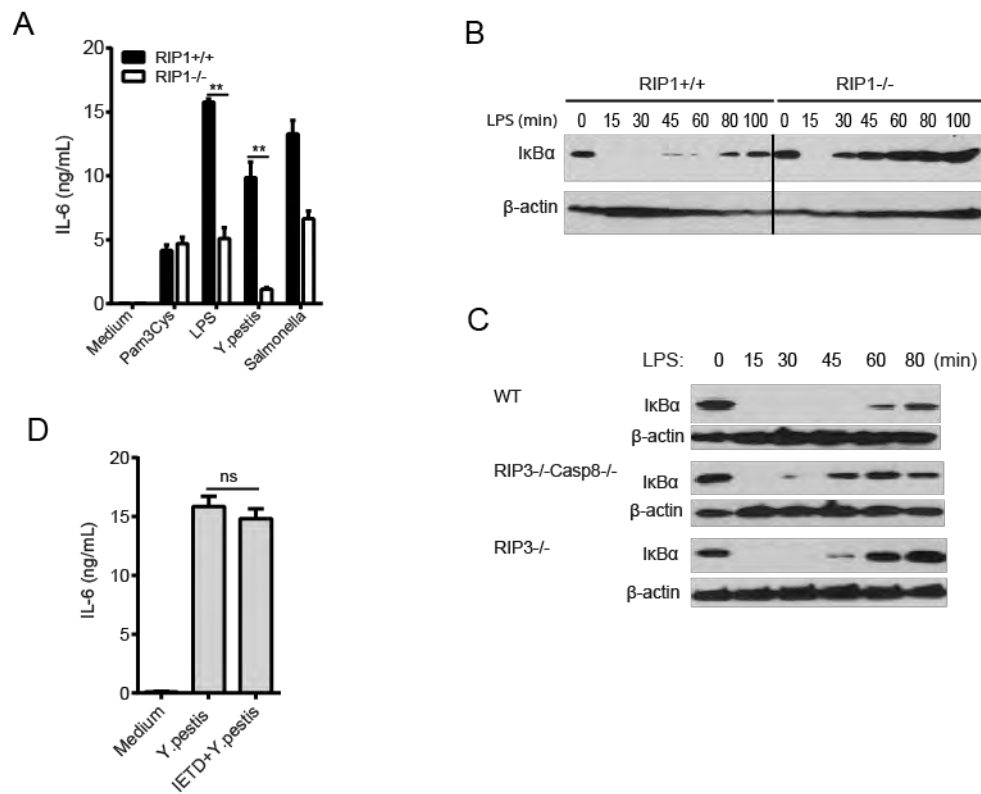 A
IL-6 (ng/mL)
20
15
10
5
0
RIP1+/+
RIP1-/-
**
**
Medium
Pam3Cys
LPS
Y.pestis
Salmonella
B
RIP1+/+ RIP1-/-
LPS (min) 0 15 30 45 60 80 100 0 15 30 45 60 80 100
IκBα
β-actin
C
LPS: 0 15 30 45 60 80 (min)
WT
IκBα
β-actin
RIP3-/-Casp8-/-
IκBα
β-actin
RIP3-/-
IκBα
β-actin
D
IL-6 (ng/mL)
20
15
10
5
0
ns
Medium
Y.pestis
IETD+Y.pestis